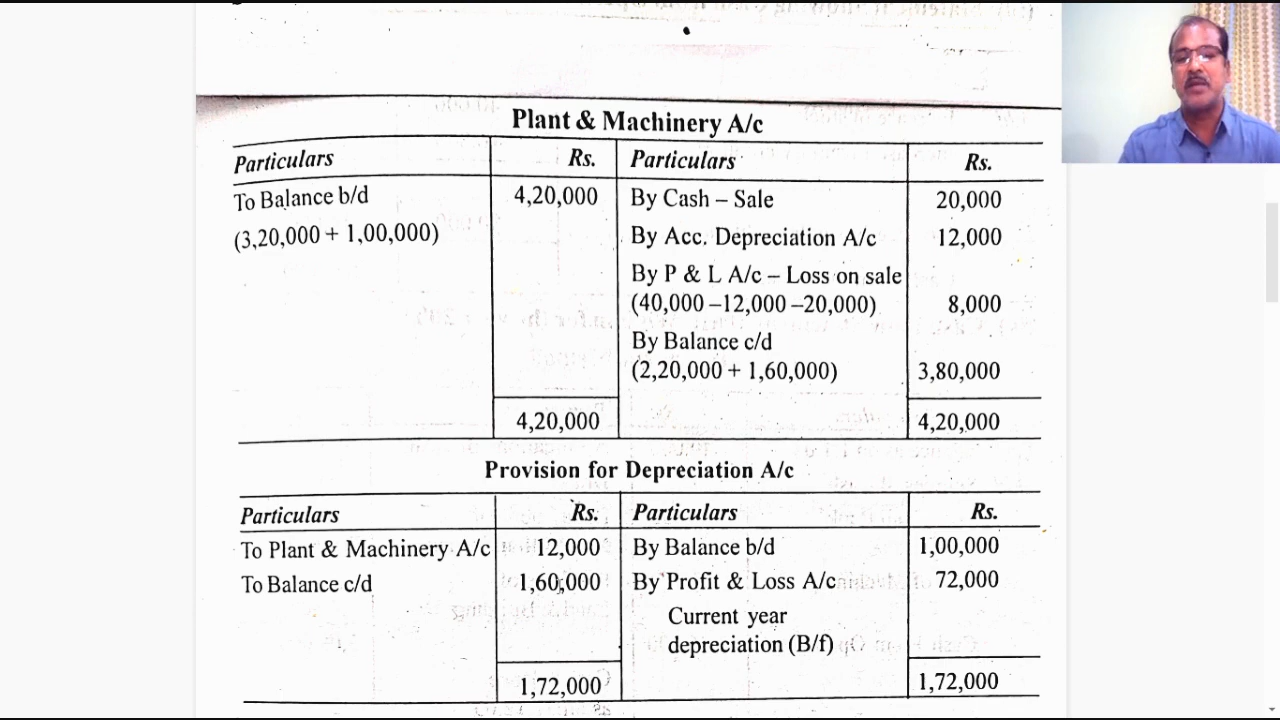 Plant & Machinery A/c
Particulars Rs. Particulars Rs.
To Balance b/d 4,20,000 By Cash – Sale 20,000
(3,20,000 + 1,00,000) By Acc. Depreciation A/c 12,000
By P & L A/c – Loss on sale
(40,000 –12,000 –20,000) 8,000
By Balance c/d
(2,20,000 + 1,60,000) 3,80,000
4,20,000 4,20,000
Provision for Depreciation A/c
Particulars Rs. Particulars Rs.
To Plant & Machinery A/c 12,000 By Balance b/d 1,00,000
To Balance c/d 1,60,000 By Profit & Loss A/c 72,000
Current year
depreciation (B/f)
1,72,000 1,72,000